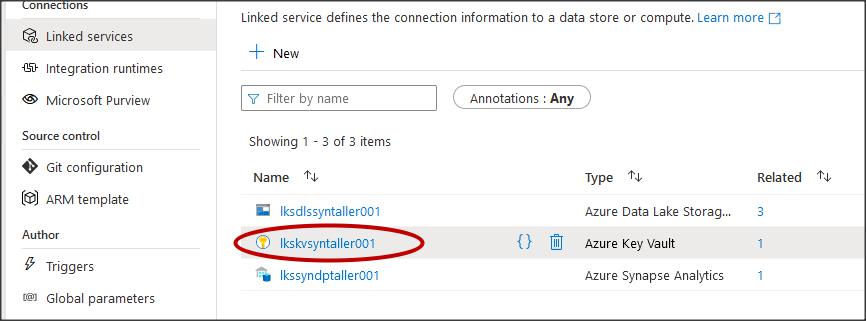 Connections
Linked services
Integration runtimes
Microsoft Purview
Source control
Git configuration
ARM template
Author
Triggers
Global parameters
Linked service defines the connection information to a data store or compute. Learn more
New
Filter by name
Annotations : Any
Showing 1 - 3 of 3 items
Name Type Related
lksdlssyntaller001 Azure Data Lake Storag... 3
lkskvsyntaller001 {} Azure Key Vault 1
lkssyndptaller001 Azure Synapse Analytics 1